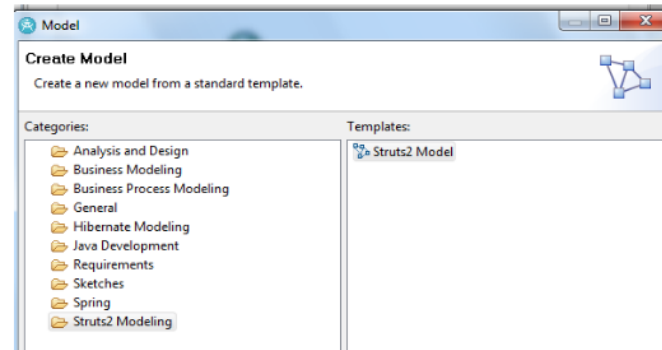 Model
Create Model
Create a new model from a standard template.
Categories:
Analysis and Design
Business Modeling
Business Process Modeling
General
Hibernate Modeling
Java Development
Requirements
Sketches
Spring
Struts2 Modeling
Templates:
Struts2 Model